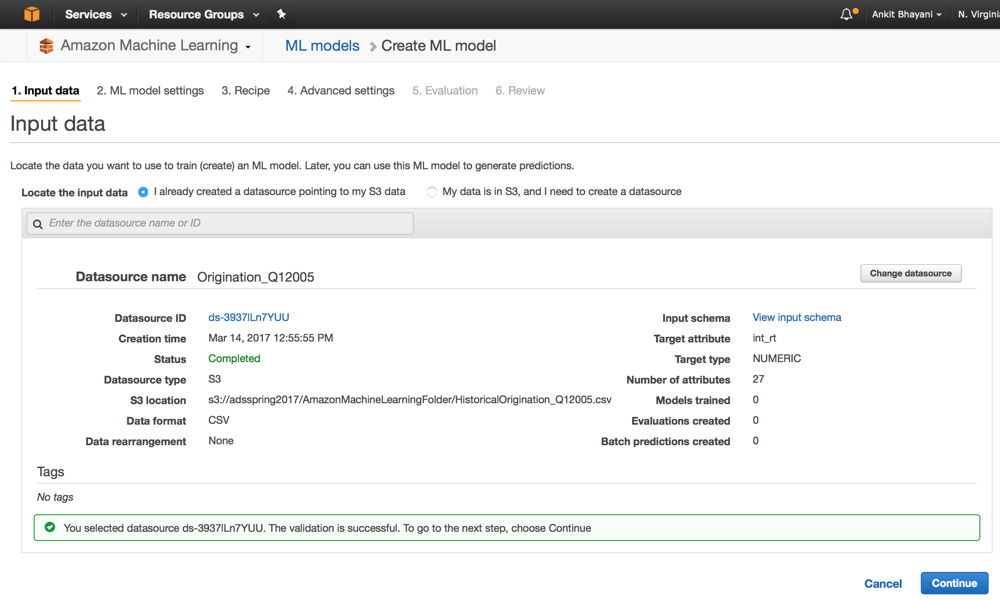 Services Resource Groups Ankit Bhayani N. Virgini
Amazon Machine Learning ML models Create ML model
1. Input data 2. ML model settings 3. Recipe 4. Advanced settings 5. Evaluation 6. Review
Input data
Locate the data you want to use to train (create) an ML model. Later, you can use this ML model to generate predictions.
Locate the input data I already created a datasource pointing to my S3 data My data is in S3, and I need to create a datasource
Enter the datasource name or ID
Datasource name Origination_Q12005 Change datasource
Datasource ID ds-3937lLn7YUU Input schema View input schema
Creation time Mar 14, 2017 12:55:55 PM Target attribute int_rt
Status Completed Target type NUMERIC
Datasource type S3 Number of attributes 27
S3 location s3://adsspring2017/AmazonMachineLearningFolder/HistoricalOrigination_Q12005.csv Models trained 0
Data format CSV Evaluations created 0
Data rearrangement None Batch predictions created 0
Tags
No tags
You selected datasource ds-3937lLn7YUU. The validation is successful. To go to the next step, choose Continue
Cancel Continue